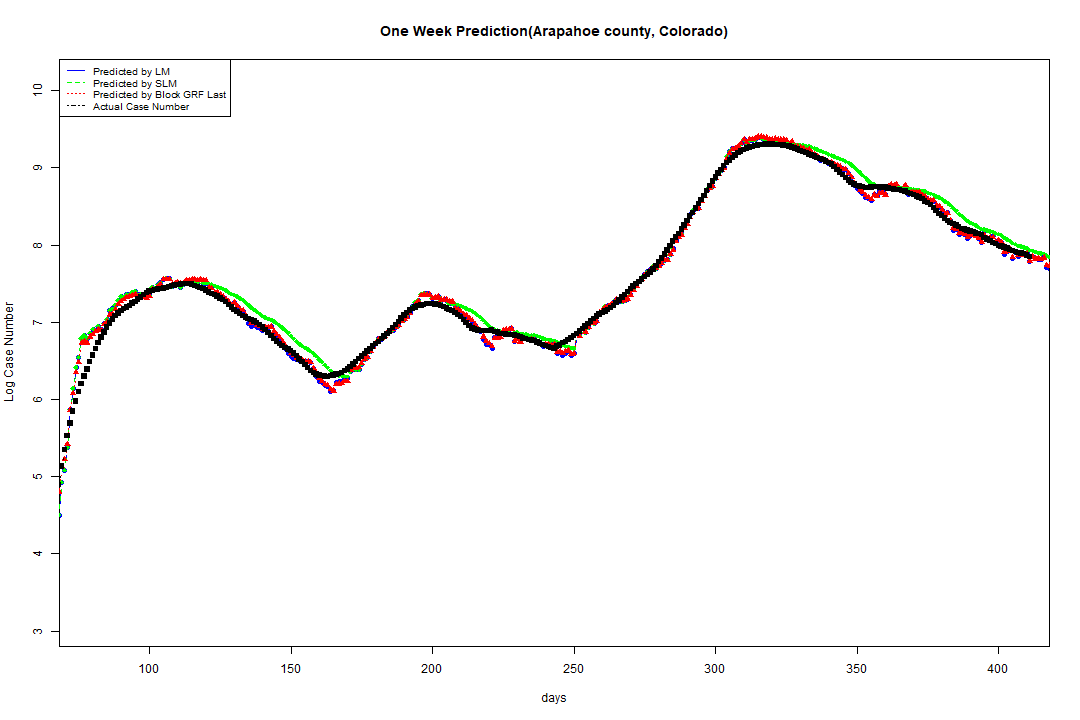 One Week Prediction(Arapahoe county, Colorado)
Predicted by LM
Predicted by SLM
Predicted by Block GRF Last
Actual Case Number
10
9
8
7
6
5
4
3
Log Case Number
100 150 200 250 300 350 400
days